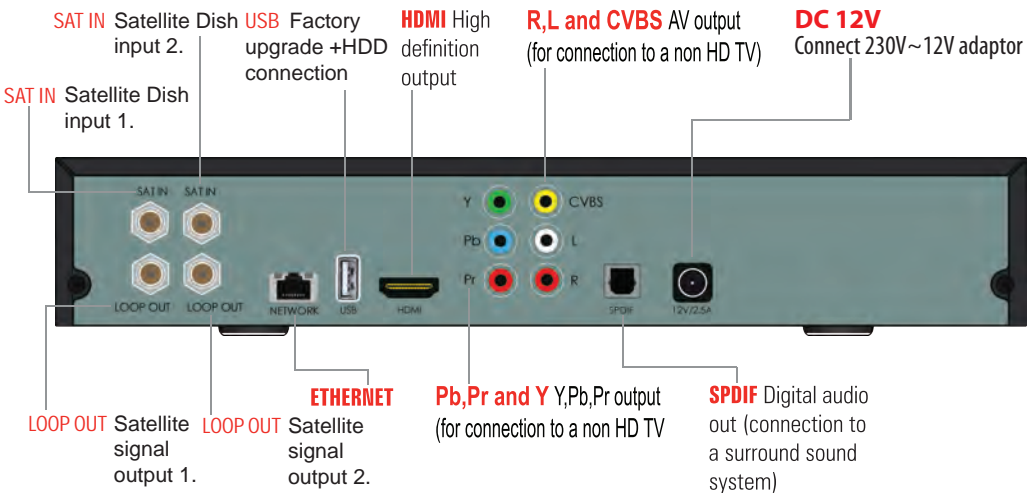 SAT IN Satellite Dish
input 2.
USB Factory
upgrade +HDD
connection
HDMI High
definition
output
R,L and CVBS AV output
(for connection to a non HD TV)
DC 12V
Connect 230V~12V adaptor
SAT IN Satellite Dish
input 1.
SAT IN SAT IN
LOOP OUT LOOP OUT
NETWORK
USB
HDMI
Y
Pb
Pr
CVBS
L
R
SPDIF
12V/2.5A
LOOP OUT Satellite
signal
output 1.
LOOP OUT Satellite
signal
output 2.
ETHERNET
Pb,Pr and Y Y,Pb,Pr output
(for connection to a non HD TV
SPDIF Digital audio
out (connection to
a surround sound
system)